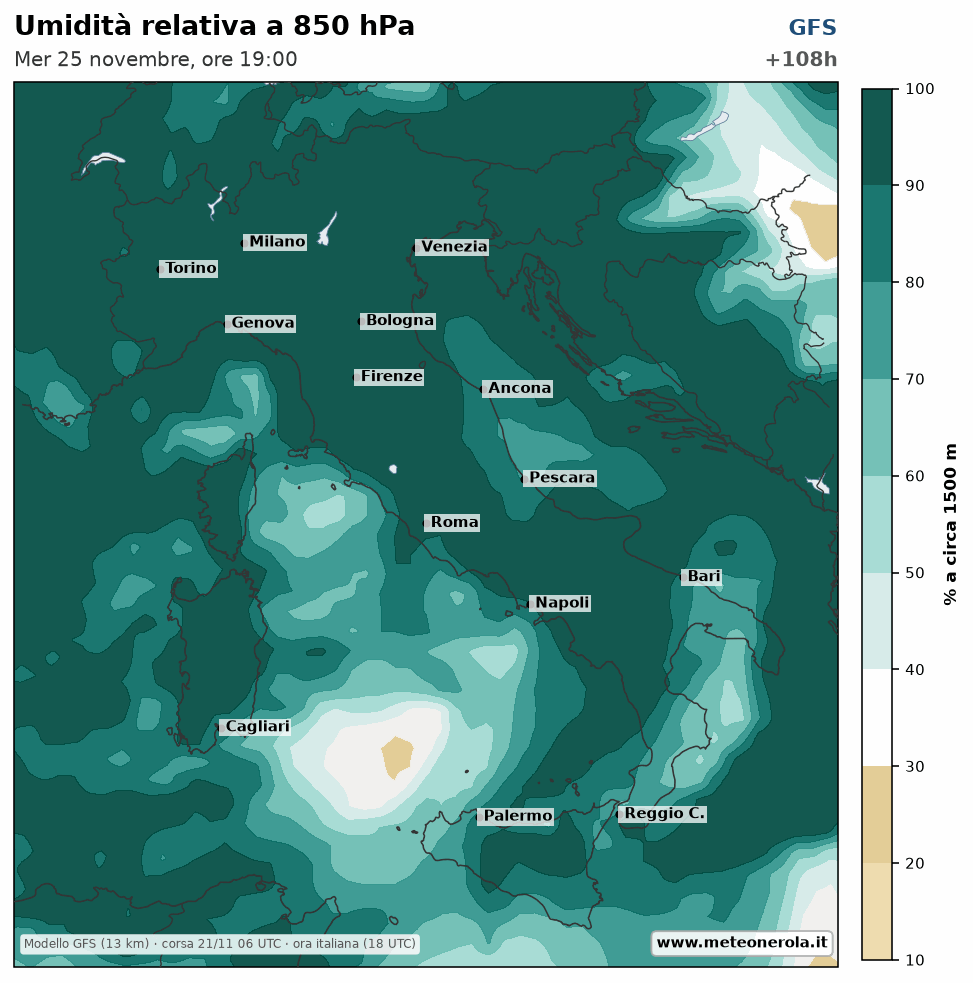 Umidità relativa a 850 hPa
GFS
Mer 25 novembre, ore 19:00
+108h
100
90
80
70
60
50
40
30
20
10
% a circa 1500 m
Milano
Venezia
Torino
Genova
Bologna
Firenze
Ancona
Pescara
Roma
Bari
Napoli
Cagliari
Palermo
Reggio C.
Modello GFS (13 km) · corsa 21/11 06 UTC · ora italiana (18 UTC)
www.meteonerola.it